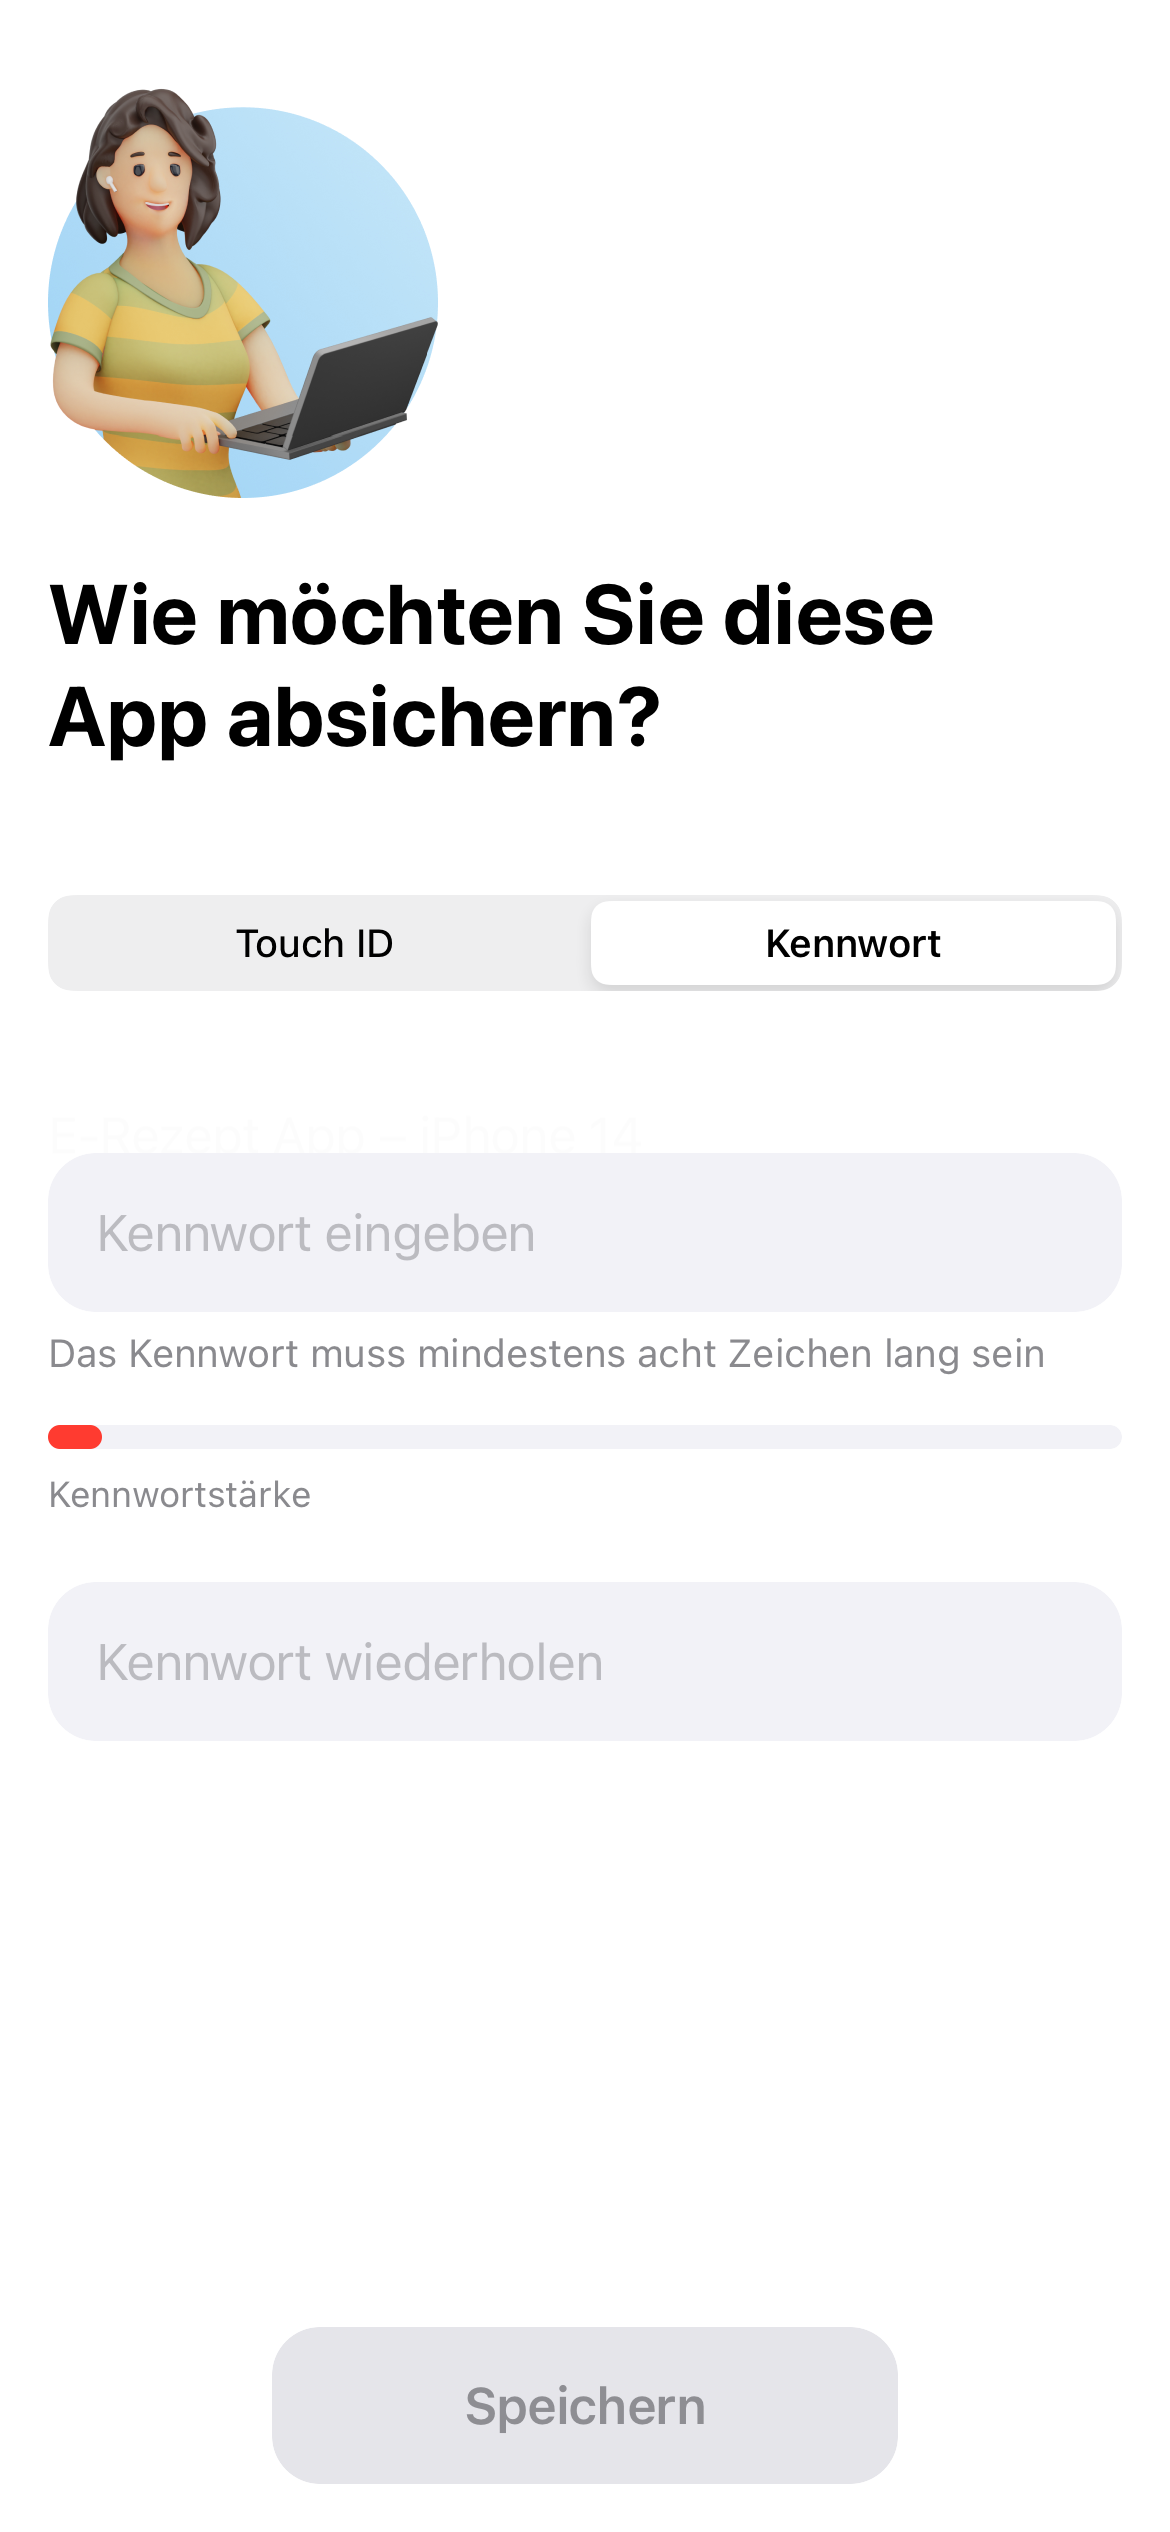 Wie möchten Sie diese
App absichern?
Touch ID
Kennwort
E-Rezept App – iPhone 14
Kennwort eingeben
Das Kennwort muss mindestens acht Zeichen lang sein
Kennwortstärke
Kennwort wiederholen
Speichern